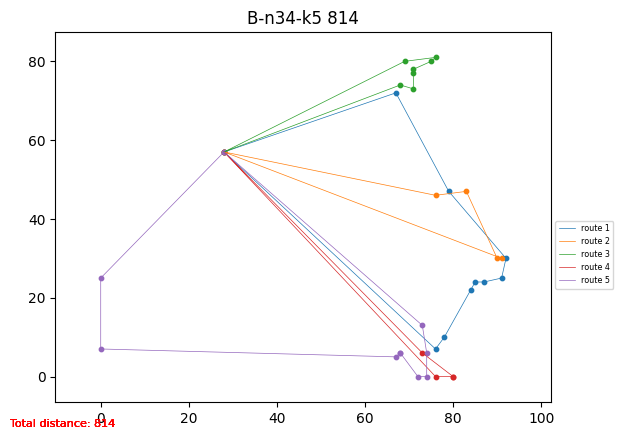 B-n34-k5 814
80
60
40
20
0
route 1
route 2
route 3
route 4
route 5
0 20 40 60 80 100
Total distance: 814